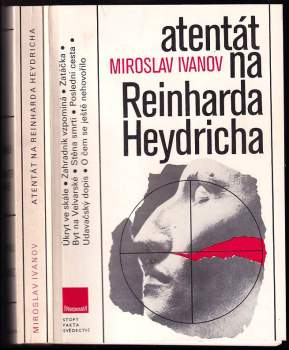 atentát
na
MIROSLAV IVANOV
Reinharda
Heydricha
Úkryt ve skále • Zahradník vzpomíná • Zatáčka •
Byt na Velvarské • Stěna smrti • Poslední cesta •
Udavačský dopis • O čem se ještě nehovořilo
MIROSLAV IVANOV ATENTÁT NA REINHARDA HEYDRICHA
STOPY
FAKTA
SVĚDECTVÍ